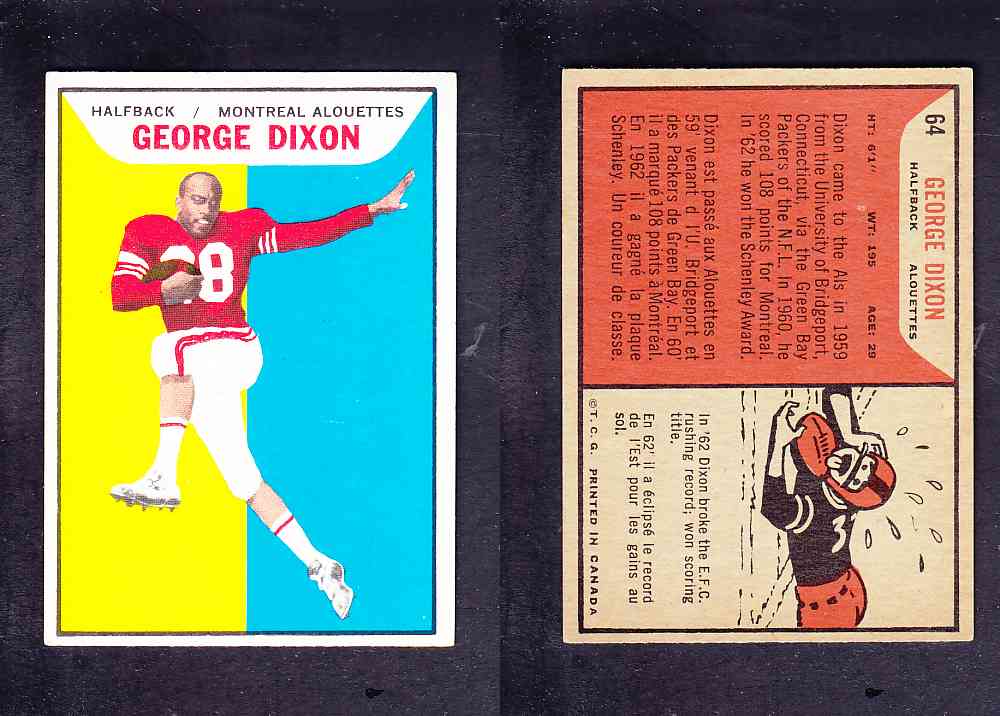 HALFBACK / MONTREAL ALOUETTES
GEORGE DIXON
28
64
GEORGE DIXON
HALFBACK ALOUETTES
HT: 6'1" WT: 195 AGE: 29
Dixon came to the Als in 1959
from the University of Bridgeport,
Connecticut, via the Green Bay
Packers of the N.F.L. In 1960, he
scored 108 points for Montreal.
In '62 he won the Schenley Award.
Dixon est passé aux Alouettes en
59' venant d l'U. Bridgeport et
des Packers de Green Bay. En 60'
il a marqué 108 points à Montréal.
En 1962 il a gagné la plaque
Schenley. Un coureur de classe.
3
In '62 Dixon broke the E.F.C.
rushing record; won scoring
title.
En 62' il a éclipsé le record
de l'Est pour les gains au
sol.
©T.C.G. PRINTED IN CANADA